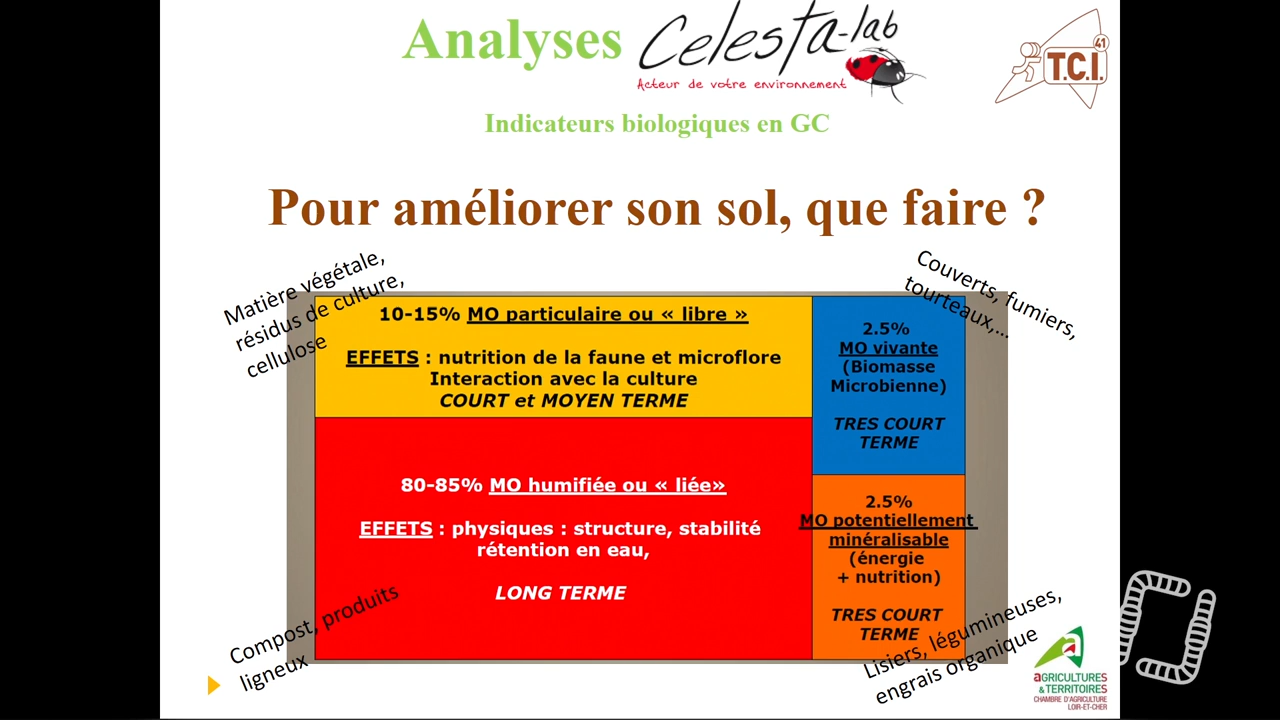 Analyses Celesta-lab
Acteur de votre environnement
41
T.C.I.
Indicateurs biologiques en GC
Pour améliorer son sol, que faire ?
Matière végétale,
résidus de culture,
cellulose
Couverts, fumiers,
tourteaux,...
10-15% MO particulaire ou « libre »
EFFETS : nutrition de la faune et microflore
Interaction avec la culture
COURT et MOYEN TERME
2.5%
MO vivante
(Biomasse
Microbienne)
TRES COURT
TERME
80-85% MO humifiée ou « liée»
EFFETS : physiques : structure, stabilité
rétention en eau,
LONG TERME
2.5%
MO potentiellement
minéralisable
(énergie
+ nutrition)
TRES COURT
TERME
Compost, produits
ligneux
Lisiers, légumineuses,
engrais organique
AGRICULTURES
& TERRITOIRES
CHAMBRE D'AGRICULTURE
LOIR-ET-CHER